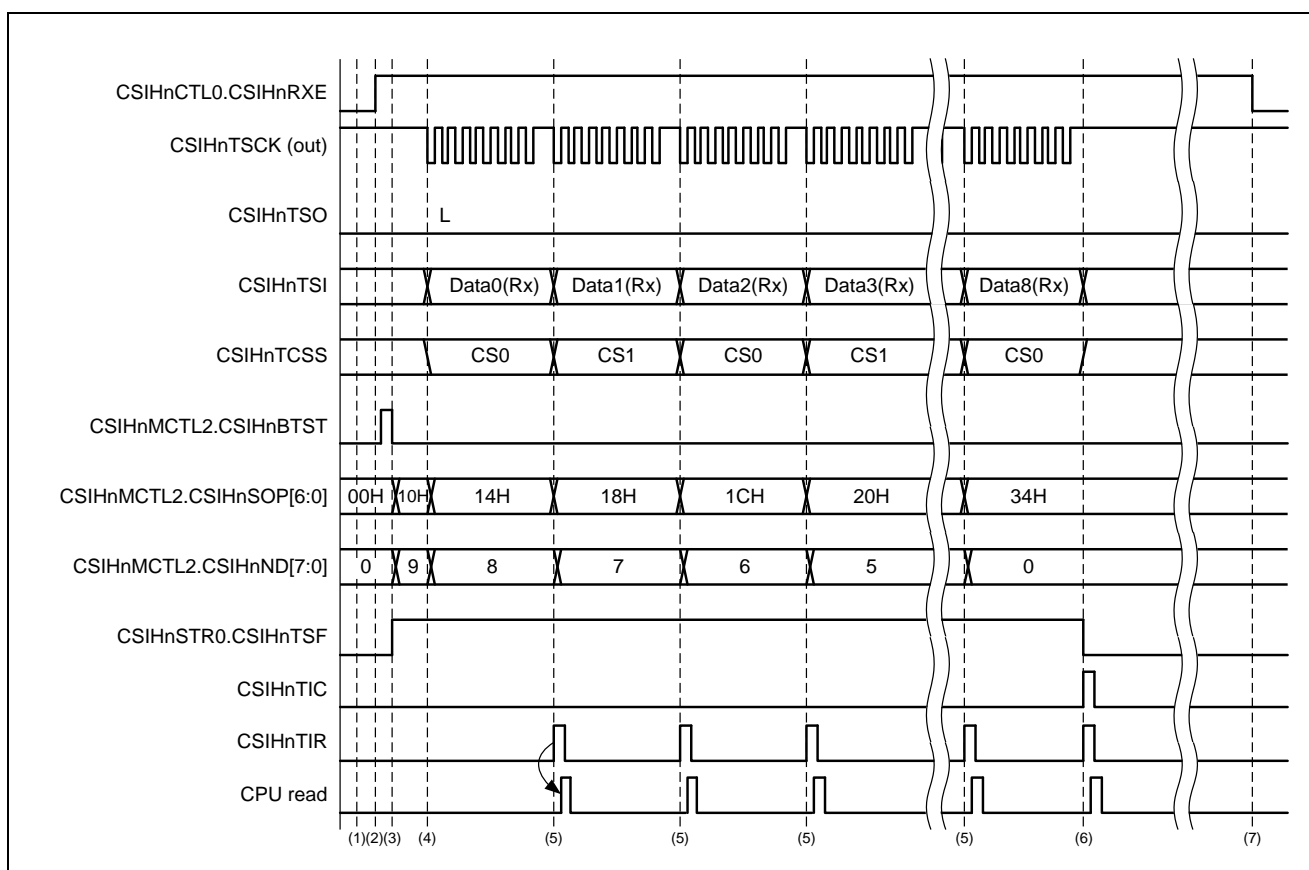 CSIHnCTL0.CSIHnRXE
CSIHnTSCK (out)
CSIHnTSO L
CSIHnTSI Data0(Rx) Data1(Rx) Data2(Rx) Data3(Rx) Data8(Rx)
CSIHnTCSS CS0 CS1 CS0 CS1 CS0
CSIHnMCTL2.CSIHnBTST
CSIHnMCTL2.CSIHnSOP[6:0] 00H 10H 14H 18H 1CH 20H 34H
CSIHnMCTL2.CSIHnND[7:0] 0 9 8 7 6 5 0
CSIHnSTR0.CSIHnTSF
CSIHnTIC
CSIHnTIR
CPU read
(1) (2) (3) (4) (5) (5) (5) (5) (6) (7)